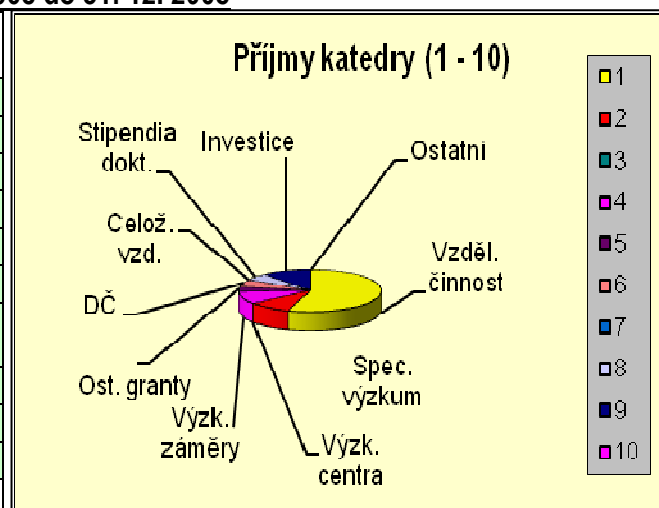 Příjmy katedry (1 - 10)
Stipendia
dokt.
Investice
Ostatní
Celož.
vzd.
Vzděl.
činnost
DČ
Ost. granty
Spec.
výzkum
Výzk.
záměry
Výzk.
centra
1
2
3
4
5
6
7
8
9
10